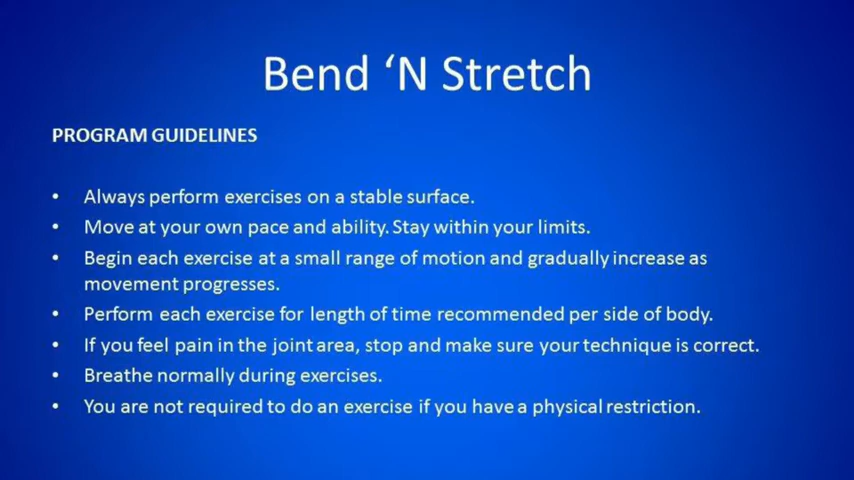 Bend ‘N Stretch
PROGRAM GUIDELINES
• Always perform exercises on a stable surface.
• Move at your own pace and ability. Stay within your limits.
• Begin each exercise at a small range of motion and gradually increase as
movement progresses.
• Perform each exercise for length of time recommended per side of body.
• If you feel pain in the joint area, stop and make sure your technique is correct.
• Breathe normally during exercises.
• You are not required to do an exercise if you have a physical restriction.